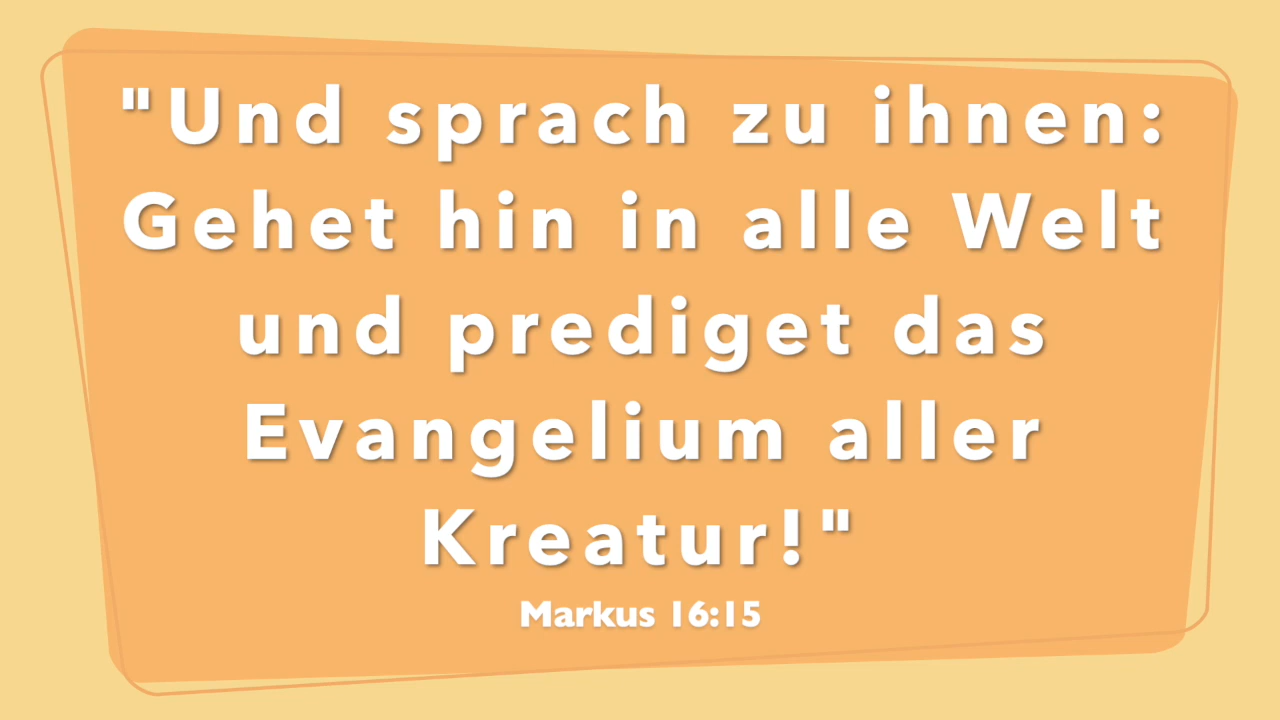 "Und sprach zu ihnen:
Gehet hin in alle Welt
und prediget das
Evangelium aller
Kreatur!"
Markus 16:15